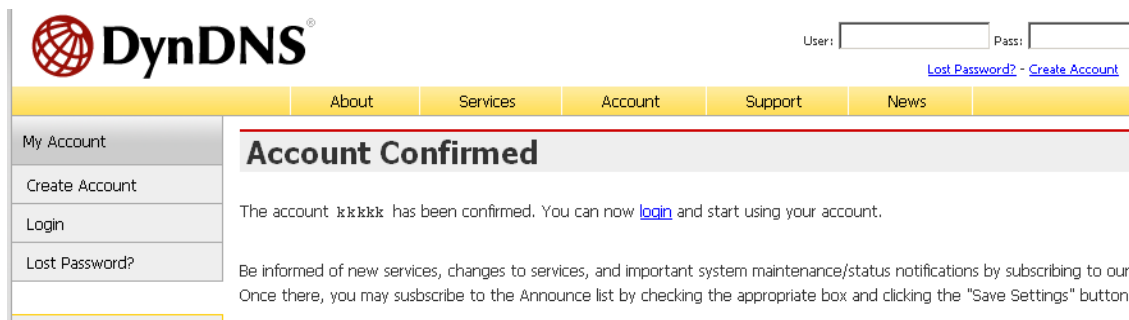 DynDNS®
User: Pass:
Lost Password? - Create Account
About Services Account Support News
My Account
Create Account
Login
Lost Password?
Account Confirmed
The account kkkkk has been confirmed. You can now login and start using your account.
Be informed of new services, changes to services, and important system maintenance/status notifications by subscribing to our
Once there, you may susbscribe to the Announce list by checking the appropriate box and clicking the "Save Settings" button